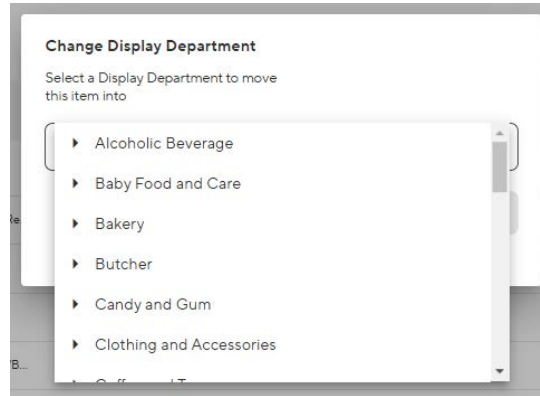 Change Display Department
Select a Display Department to move
this item into
Alcoholic Beverage
Baby Food and Care
Bakery
Butcher
Candy and Gum
Clothing and Accessories